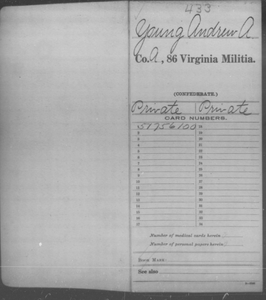 433
Young Andrew A.
Co. A, 86 Virginia Militia.
(CONFEDERATE.)
Private Private
CARD NUMBERS.
51756100
Number of medical cards herein
Number of personal papers herein
BOOK MARK:
See also